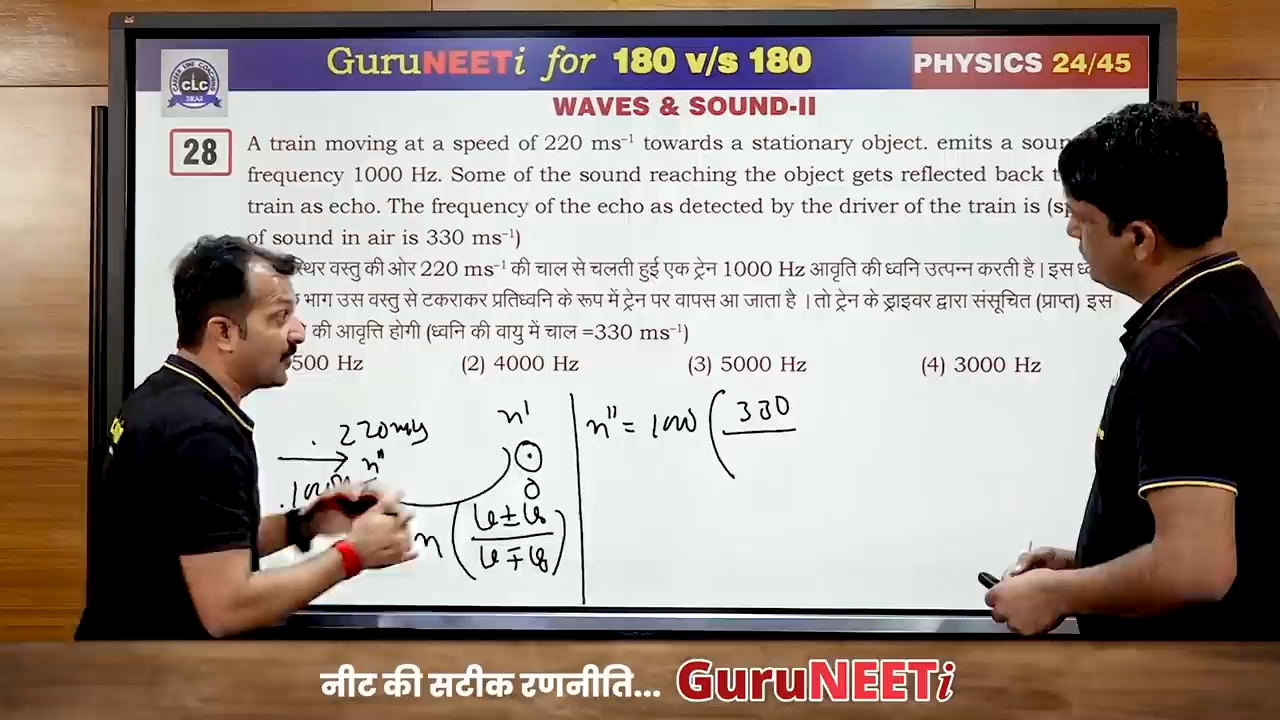 GuruNEETi for 180 v/s 180
PHYSICS 24/45
CLC
SIKAR
WAVES & SOUND-II
28
A train moving at a speed of 220 ms⁻¹ towards a stationary object. emits a
frequency 1000 Hz. Some of the sound reaching the object gets reflected back
train as echo. The frequency of the echo as detected by the driver of the train is
of sound in air is 330 ms⁻¹)
वस्तु की ओर 220 ms⁻¹ की चाल से चलती हुई एक ट्रेन 1000 Hz आवृति की ध्वनि उत्पन्न करती है। इस
भाग उस वस्तु से टकराकर प्रतिध्वनि के रूप में ट्रेन पर वापस आ जाता है । तो ट्रेन के ड्राइवर द्वारा संसूचित (प्राप्त) इस
की आवृत्ति होगी (ध्वनि की वायु में चाल =330 ms⁻¹)
500 Hz (2) 4000 Hz (3) 5000 Hz (4) 3000 Hz
n' n" = 1000 ( 330
220 m/s
n"
n
नीट की सटीक रणनीति... GuruNEETi